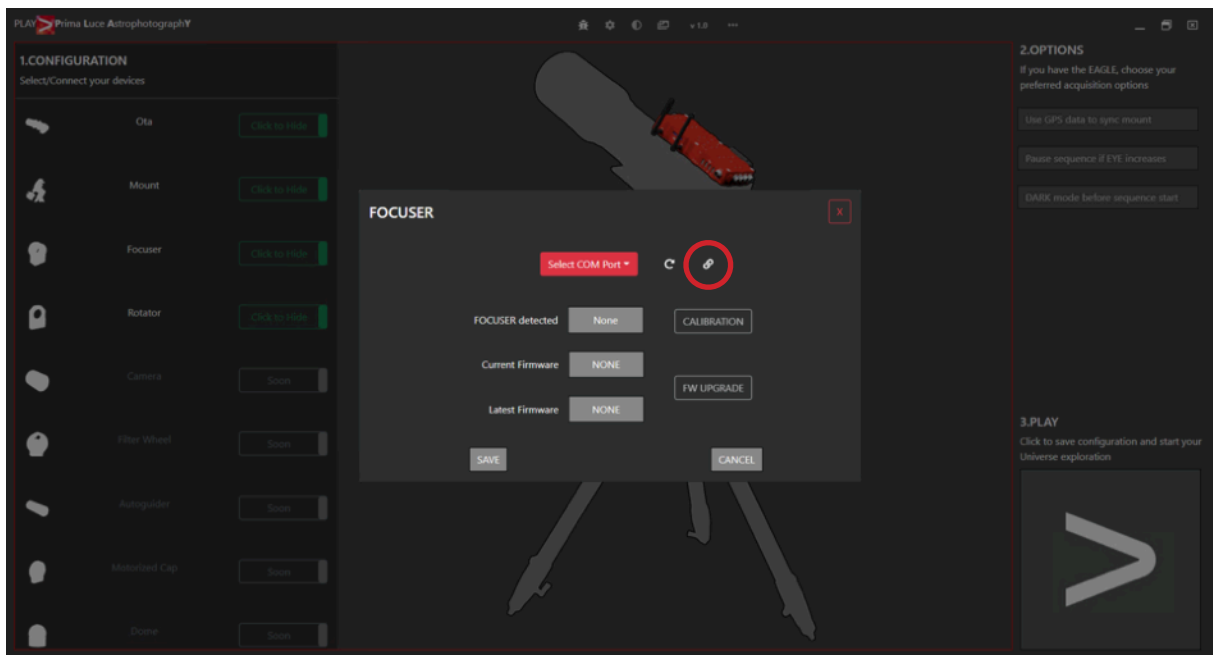 PLAY Prima Luce AstrophotographY
v 1.0
1.CONFIGURATION
Select/Connect your devices
Ota
Click to Hide
Mount
Click to Hide
Focuser
Click to Hide
Rotator
Click to Hide
Camera
Soon
Filter Wheel
Soon
Autoguider
Soon
Motorized Cap
Soon
Dome
Soon
FOCUSER
X
Select COM Port
FOCUSER detected
None
CALIBRATION
Current Firmware
NONE
FW UPGRADE
Latest Firmware
NONE
SAVE
CANCEL
2.OPTIONS
If you have the EAGLE, choose your
preferred acquisition options
Use GPS data to sync mount
Pause sequence if EYE increases
DARK mode before sequence start
3.PLAY
Click to save configuration and start your
Universe exploration